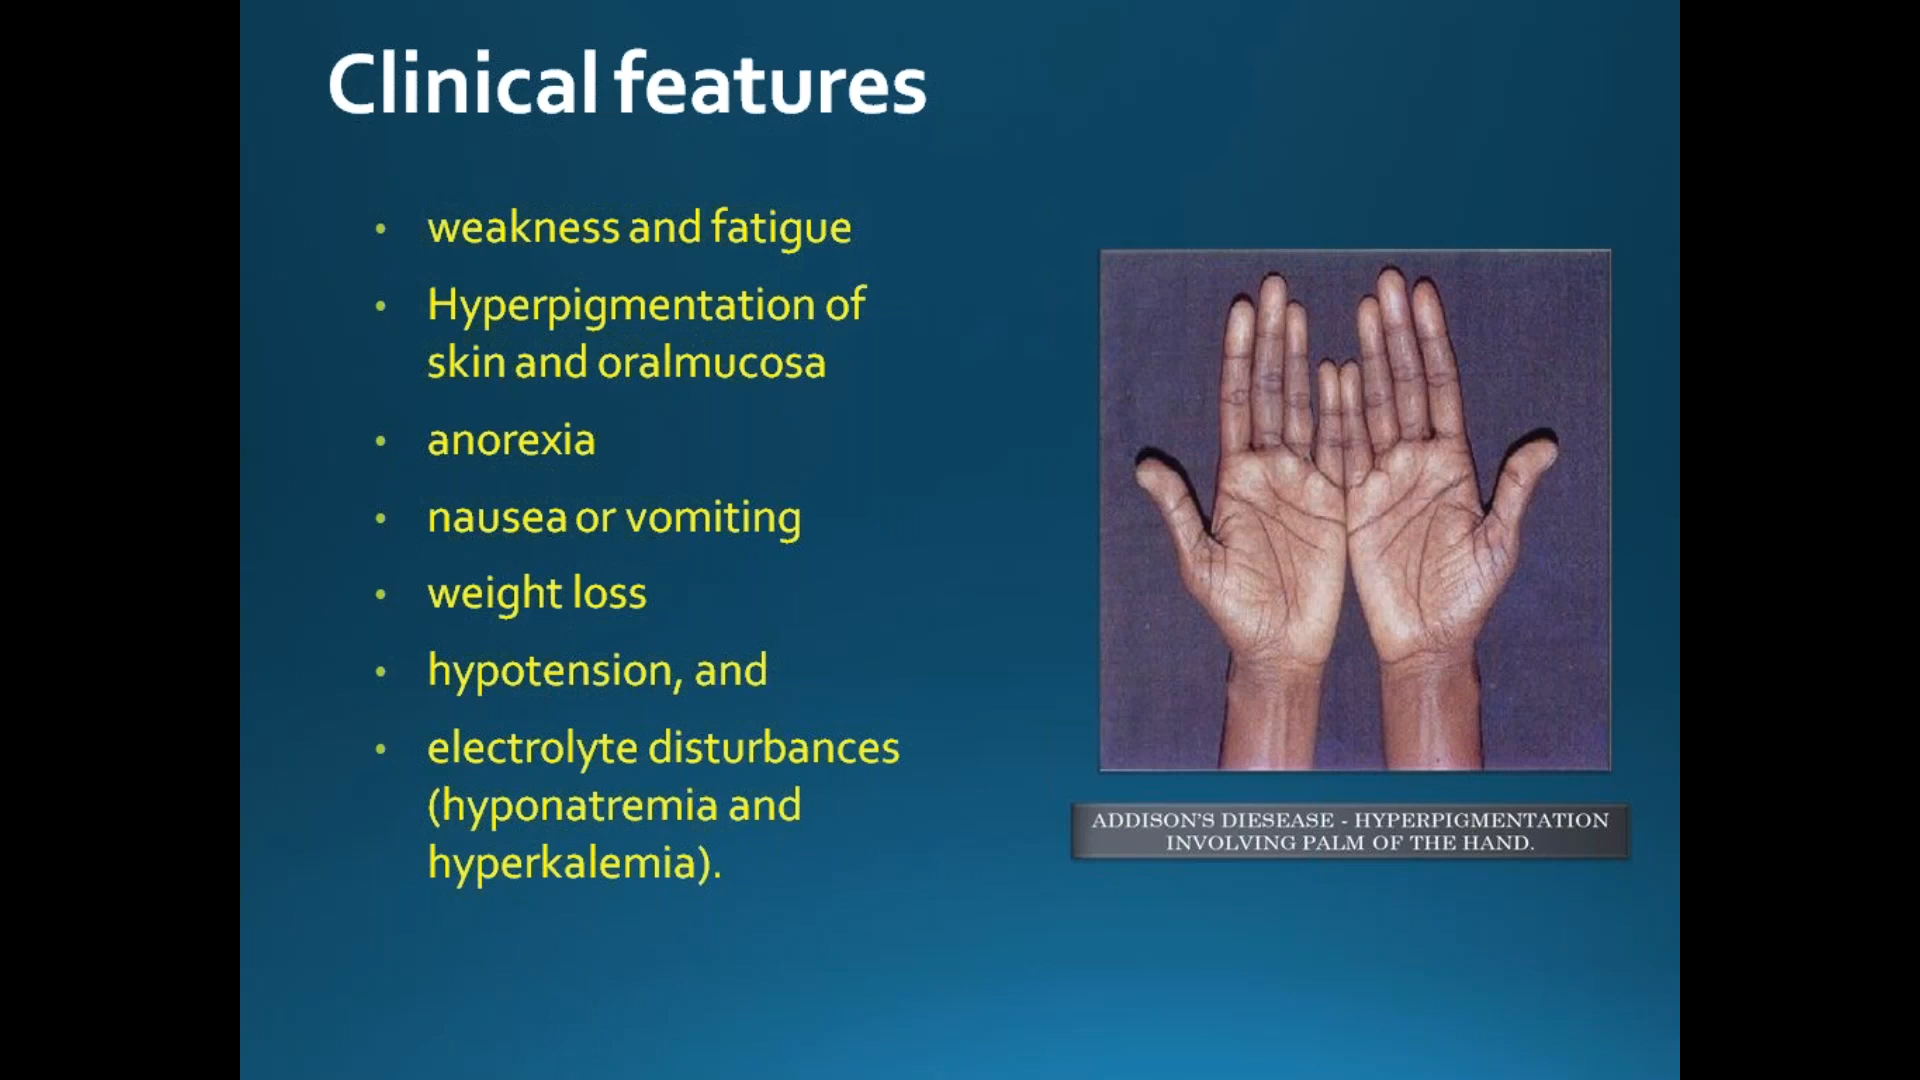 Clinical features
• weakness and fatigue
• Hyperpigmentation of
skin and oralmucosa
• anorexia
• nausea or vomiting
• weight loss
• hypotension, and
• electrolyte disturbances
(hyponatremia and
hyperkalemia).
ADDISON'S DIESEASE - HYPERPIGMENTATION
INVOLVING PALM OF THE HAND.